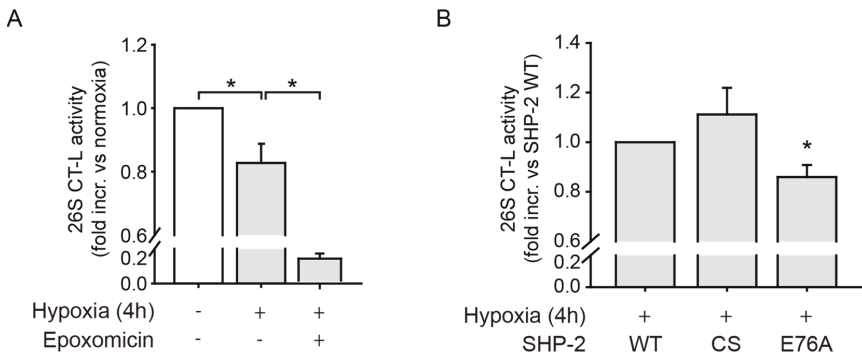 A
26S CT-L activity
(fold incr. vs normoxia)
1.2
1.0
0.8
0.6
0.2
0.0
* *
Hypoxia (4h) - + +
Epoxomicin - - +
B
26S CT-L activity
(fold incr. vs SHP-2 WT)
1.4
1.2
1.0
0.8
0.6
0.2
0.0
*
Hypoxia (4h) + + +
SHP-2 WT CS E76A